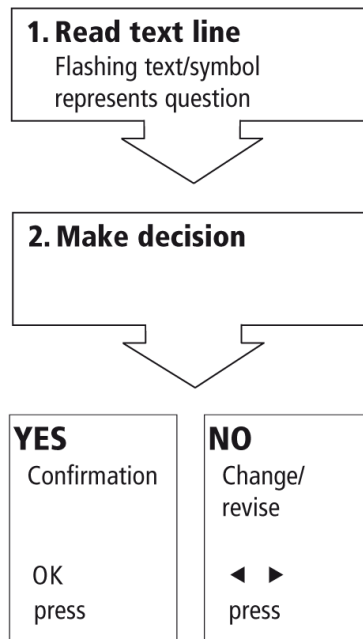 1. Read text line
Flashing text/symbol
represents question
2. Make decision
YES
Confirmation
OK
press
NO
Change/
revise
◄ ►
press